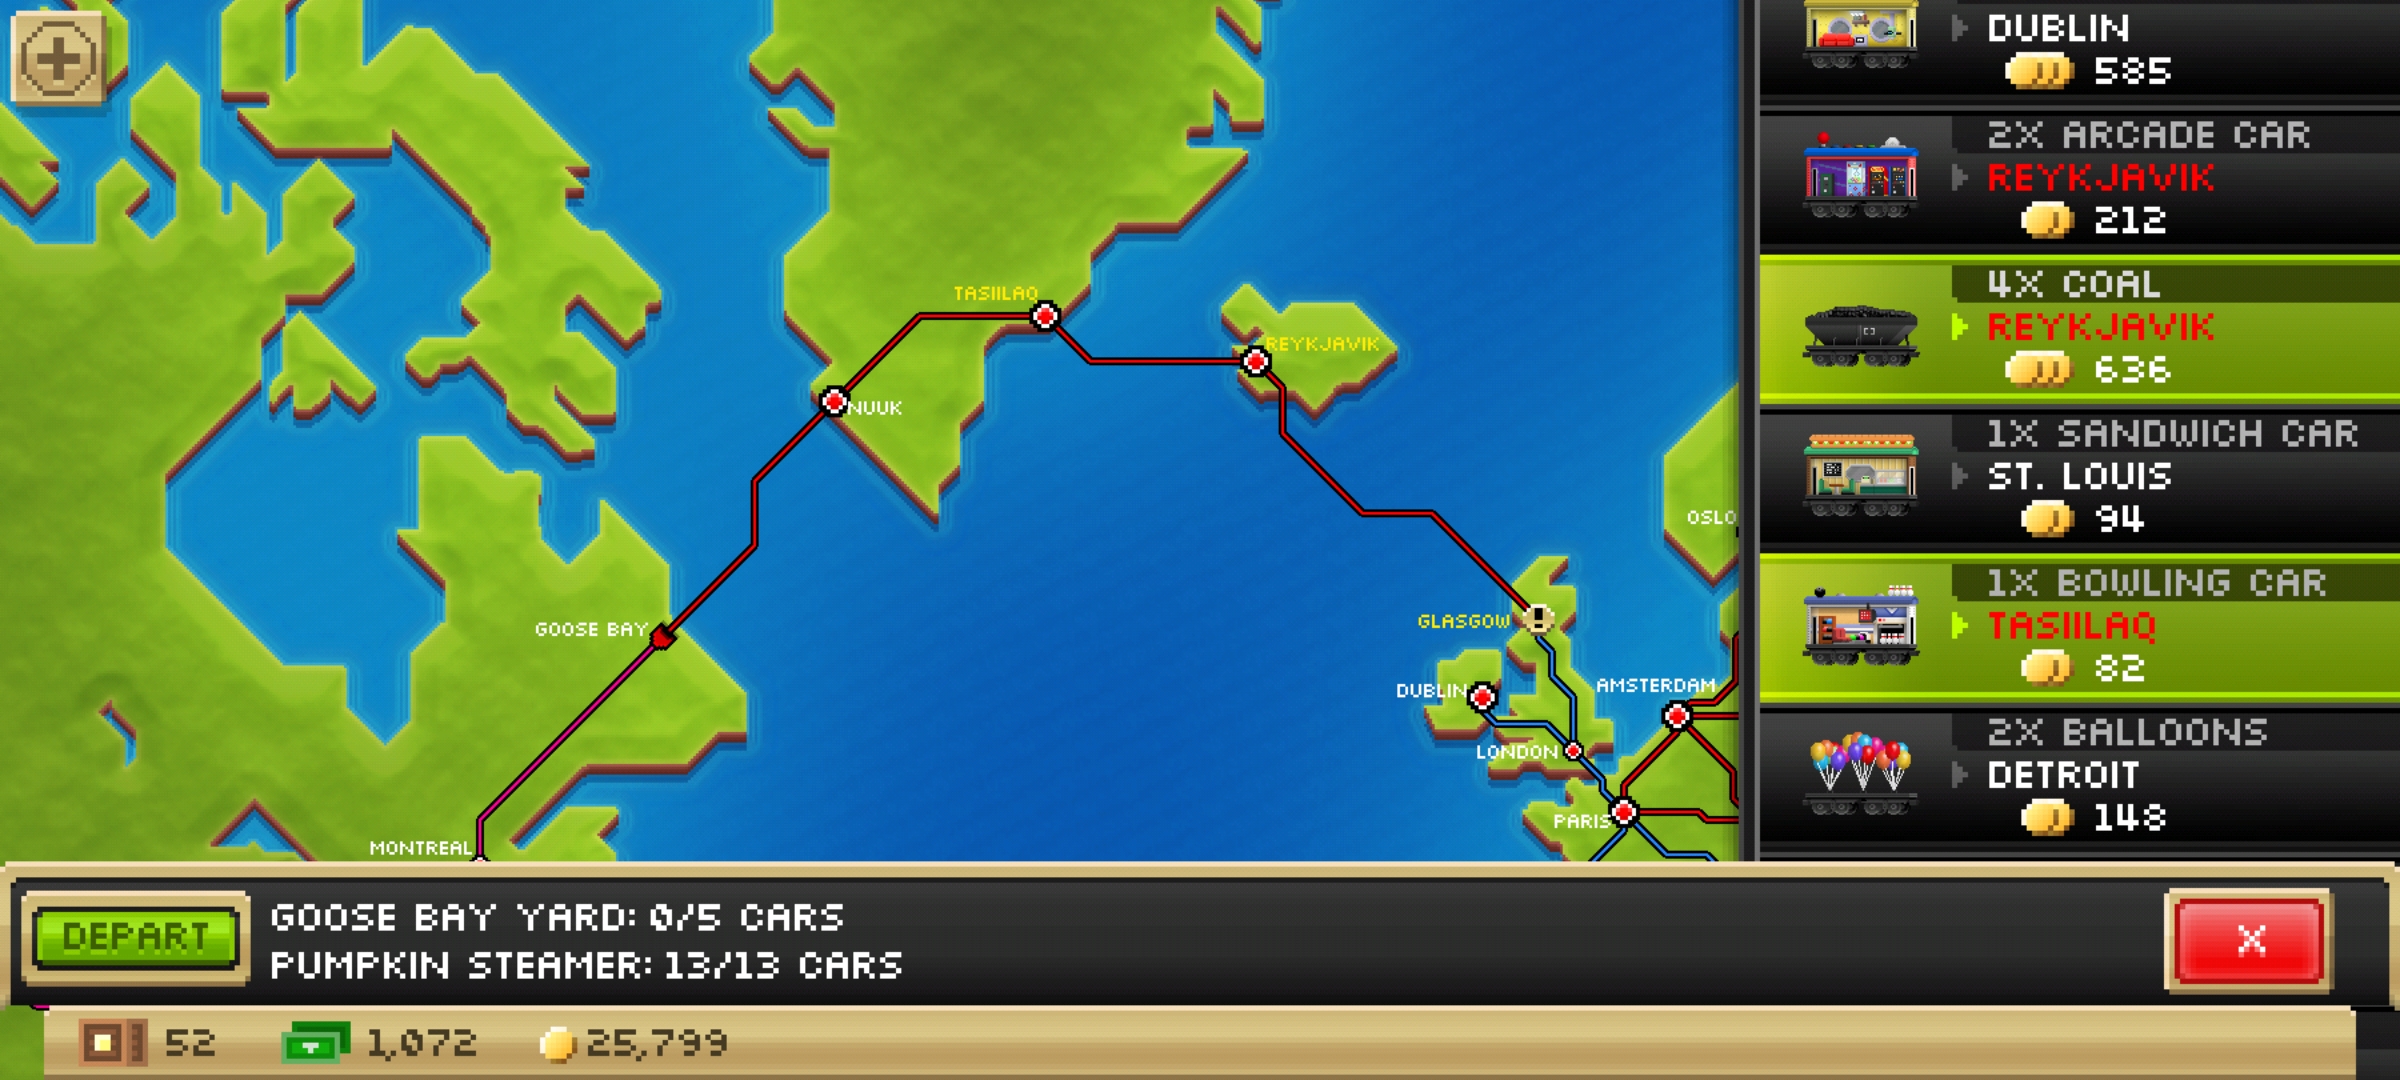 DUBLIN
585
2X ARCADE CAR
REYKJAVIK
212
4X COAL
REYKJAVIK
636
1X SANDWICH CAR
ST. LOUIS
94
1X BOWLING CAR
TASIILAQ
82
2X BALLOONS
DETROIT
148
TASIILAQ
REYKJAVIK
NUUK
OSLO
GOOSE BAY
GLASGOW
!
DUBLIN
AMSTERDAM
LONDON
PARIS
MONTREAL
DEPART
GOOSE BAY YARD: 0/5 CARS
PUMPKIN STEAMER: 13/13 CARS
X
52
1,072
25,799